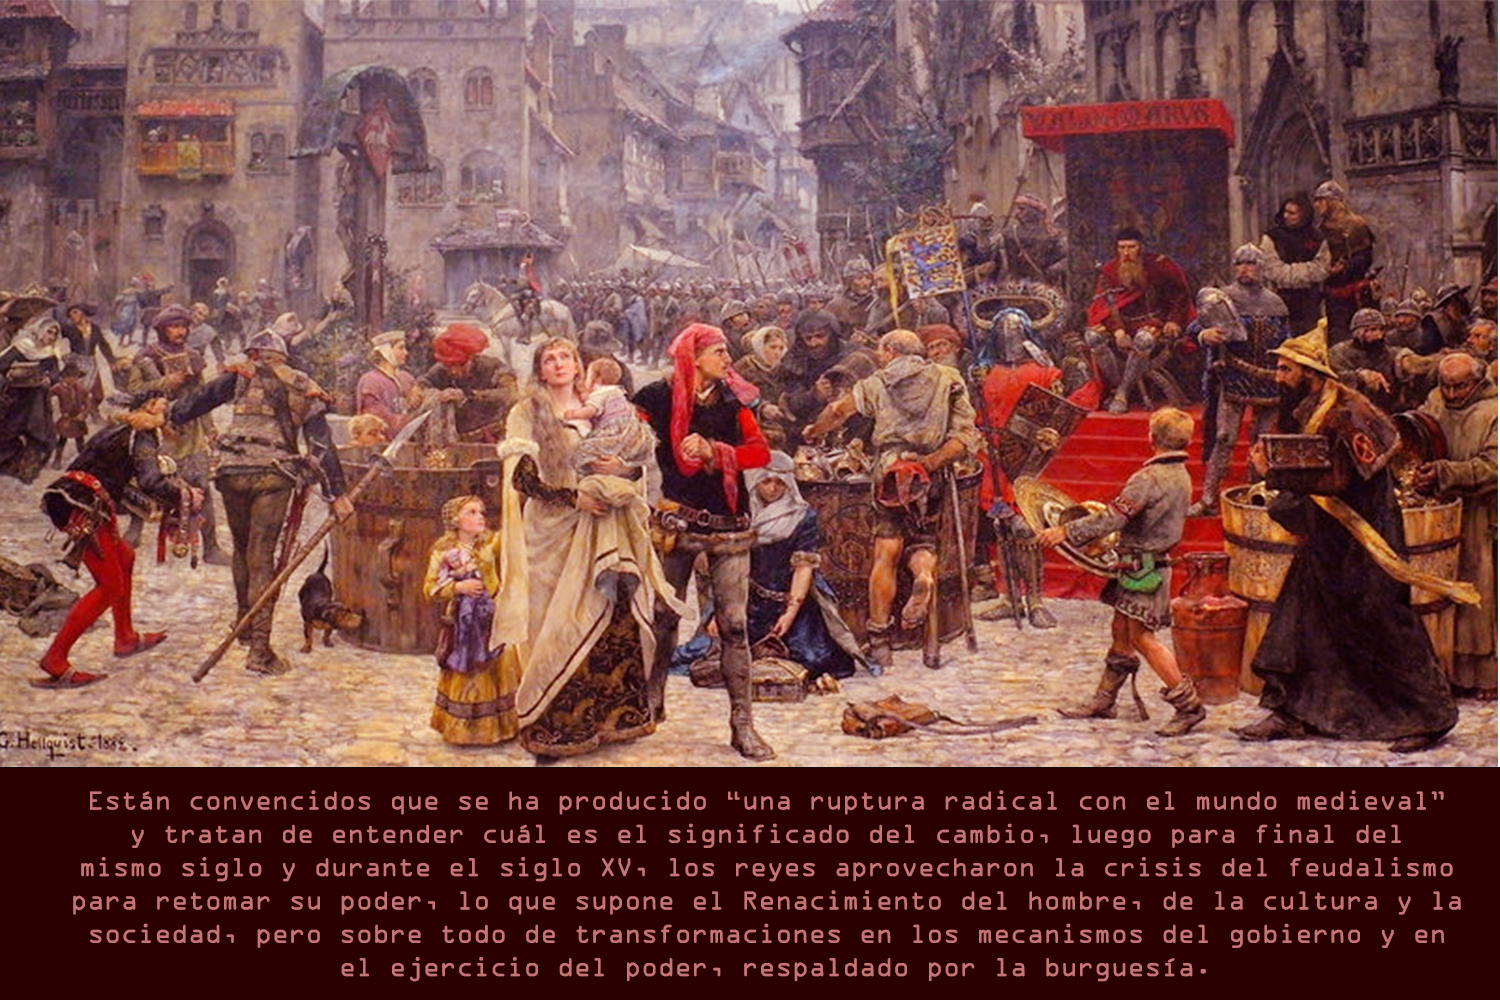 VALDEMARVS
G. Hellquist. 1882.
Están convencidos que se ha producido “una ruptura radical con el mundo medieval”
y tratan de entender cuál es el significado del cambio, luego para final del
mismo siglo y durante el siglo XV, los reyes aprovecharon la crisis del feudalismo
para retomar su poder, lo que supone el Renacimiento del hombre, de la cultura y la
sociedad, pero sobre todo de transformaciones en los mecanismos del gobierno y en
el ejercicio del poder, respaldado por la burguesía.